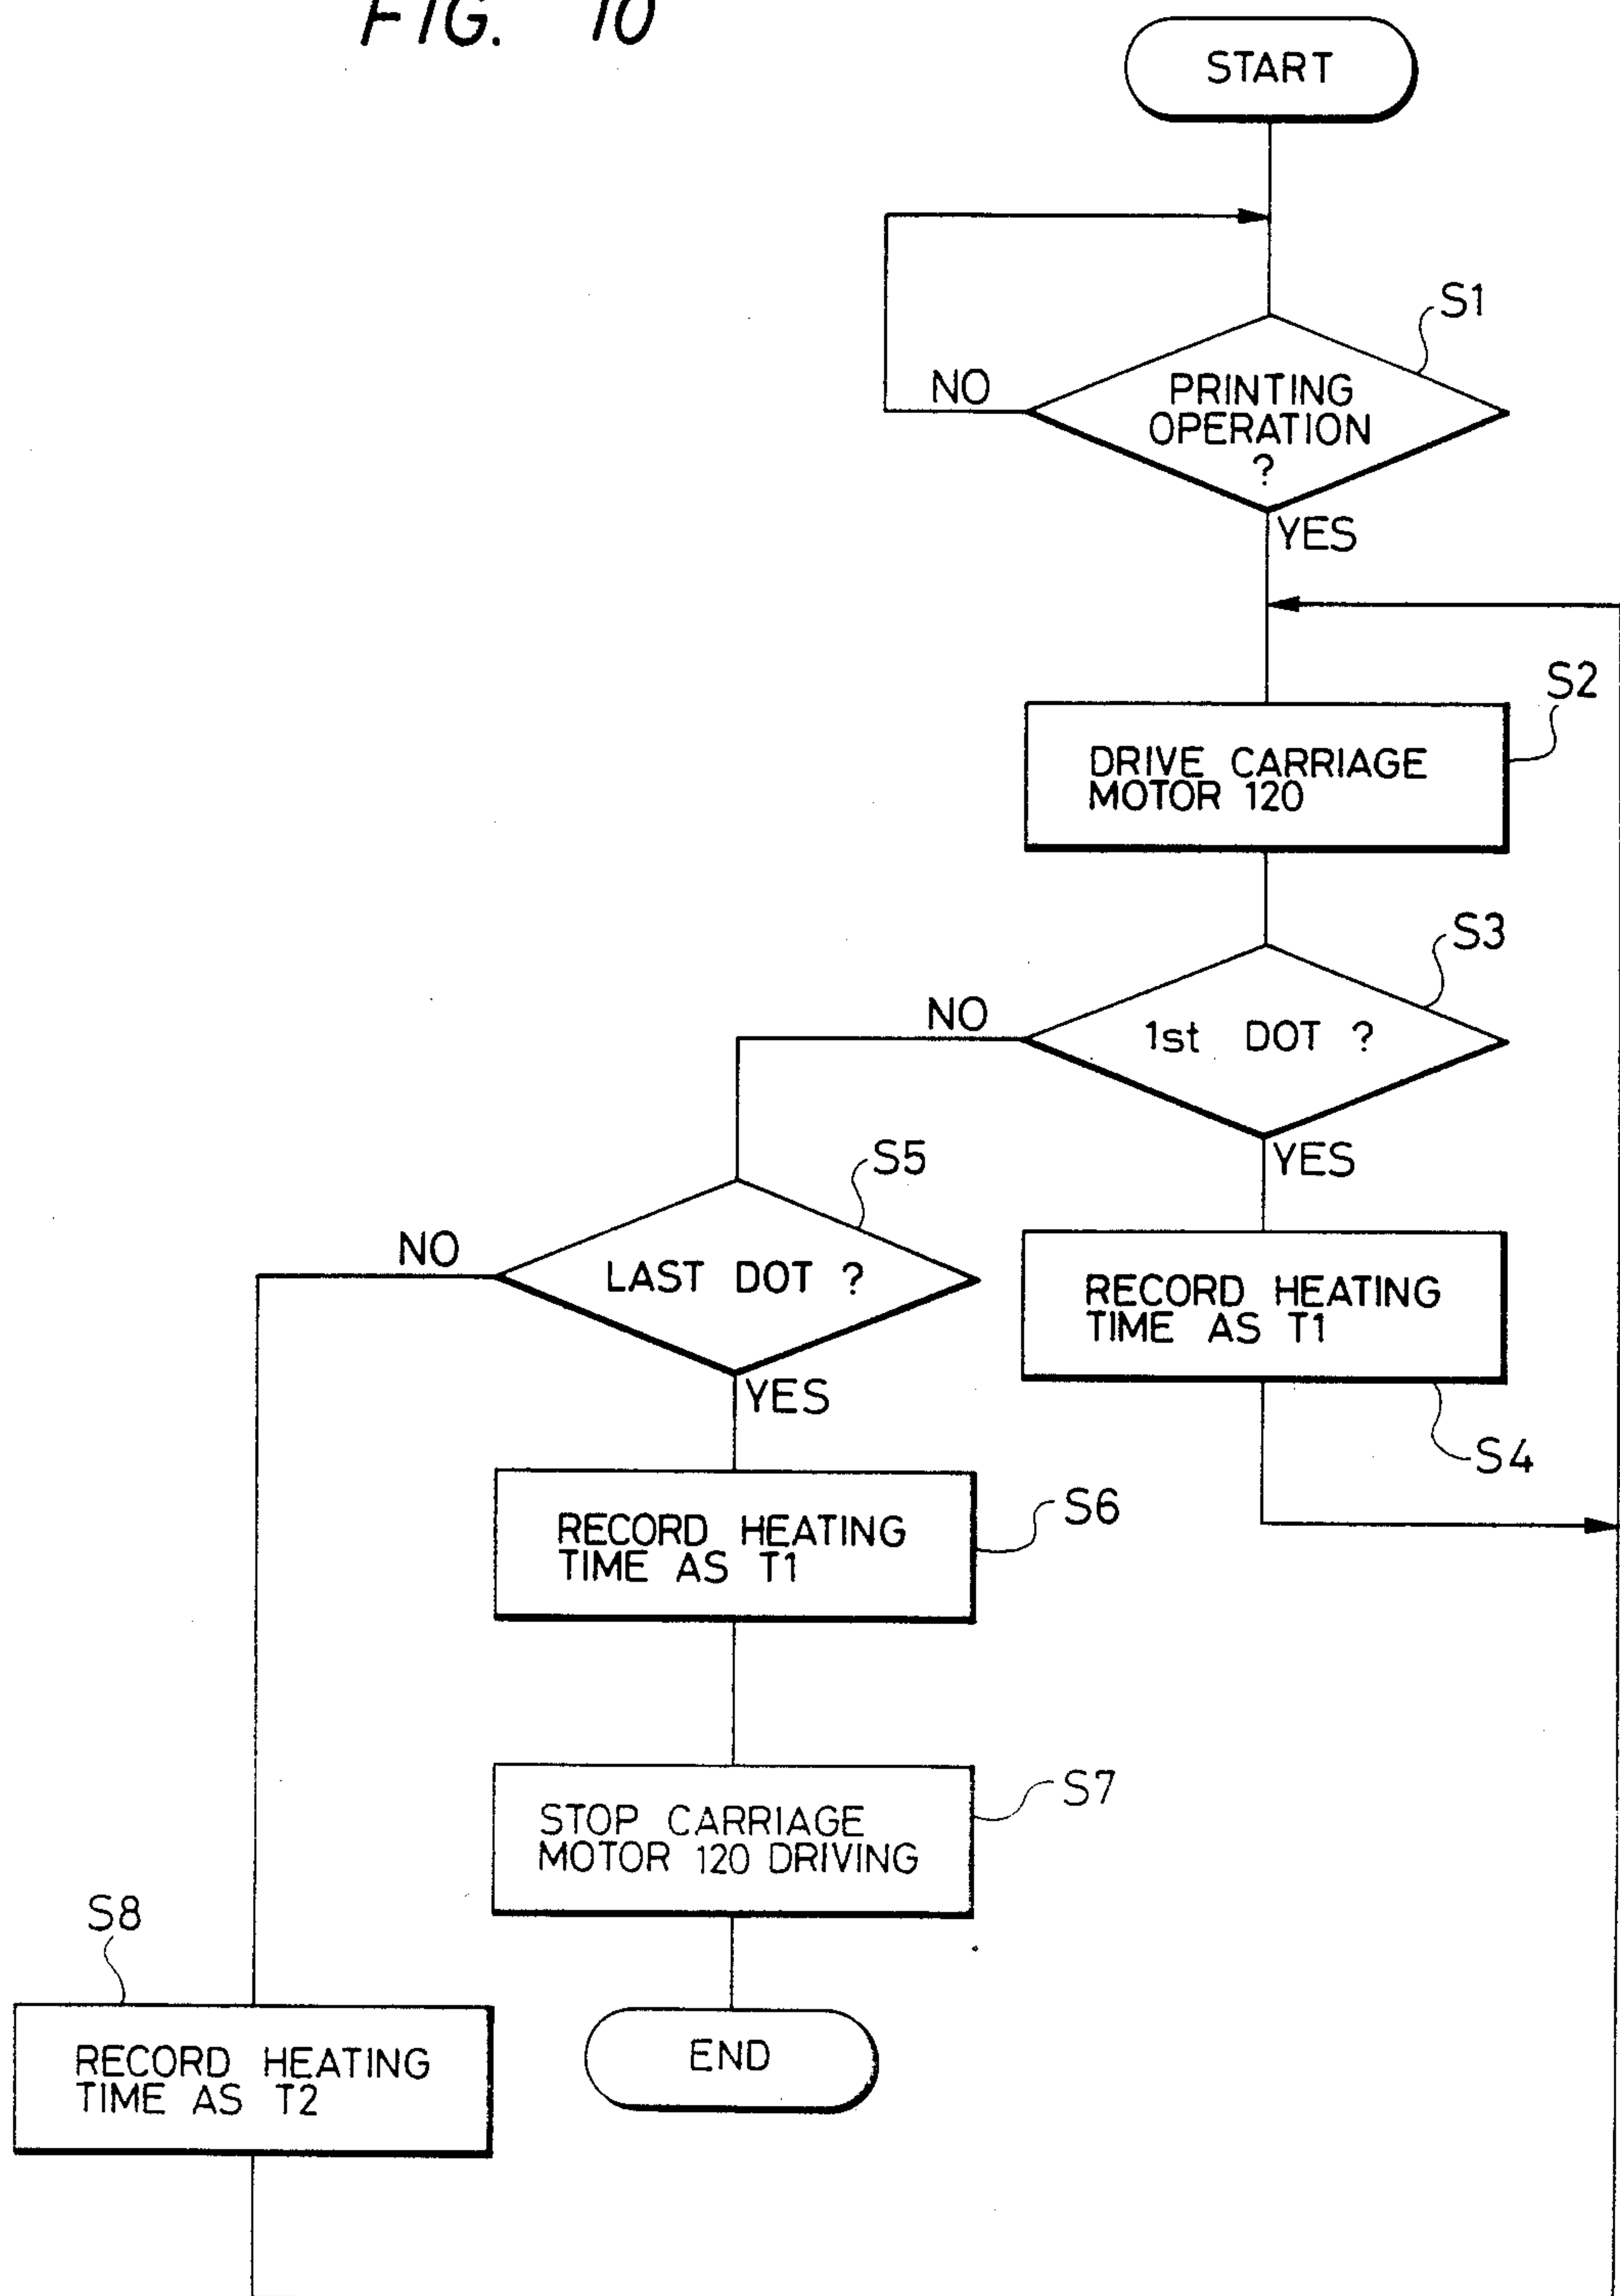 FIG. 10
START
S1
NO
PRINTING
OPERATION
?
YES
S2
DRIVE CARRIAGE
MOTOR 120
S3
NO
1st DOT ?
YES
S5
NO
LAST DOT ?
YES
RECORD HEATING
TIME AS T1
S4
RECORD HEATING
TIME AS T1
S6
STOP CARRIAGE
MOTOR 120 DRIVING
S7
S8
RECORD HEATING
TIME AS T2
END